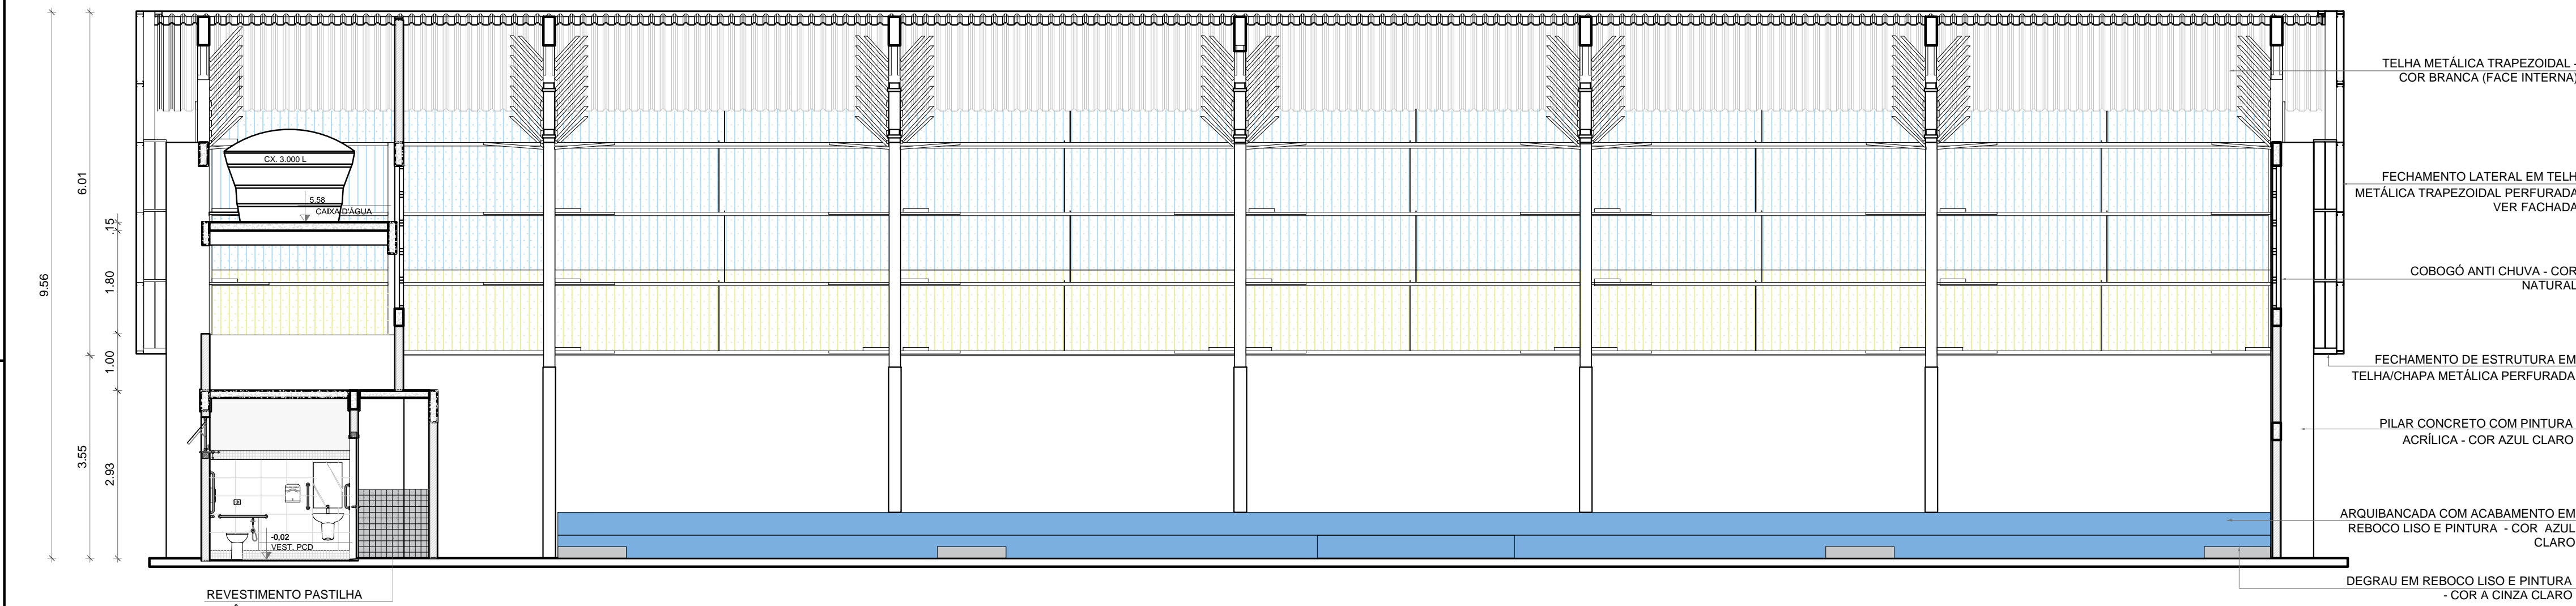 TELHA METÁLICA TRAPEZOIDAL -
COR BRANCA (FACE INTERNA)
CX. 3.000 L
5.58
CAIXA D'ÁGUA
6.01
.15
1.80
9.56
1.00
3.55
2.93
-0,02
VEST. PCD
FECHAMENTO LATERAL EM TELH
METÁLICA TRAPEZOIDAL PERFURADA
VER FACHADA
COBOGÓ ANTI CHUVA - COR
NATURAL
FECHAMENTO DE ESTRUTURA EM
TELHA/CHAPA METÁLICA PERFURADA
PILAR CONCRETO COM PINTURA
ACRÍLICA - COR AZUL CLARO
ARQUIBANCADA COM ACABAMENTO EM
REBOCO LISO E PINTURA - COR AZUL
CLARO
DEGRAU EM REBOCO LISO E PINTURA
- COR A CINZA CLARO
REVESTIMENTO PASTILHA